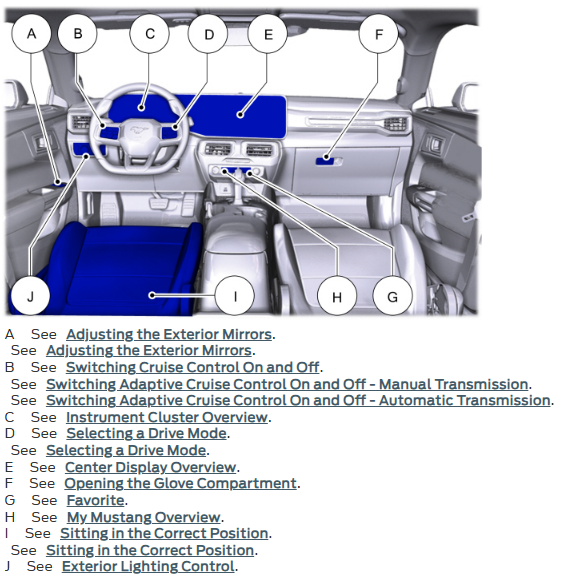 A B C D E F
J I H G
A See Adjusting the Exterior Mirrors.
See Adjusting the Exterior Mirrors.
B See Switching Cruise Control On and Off.
See Switching Adaptive Cruise Control On and Off - Manual Transmission.
See Switching Adaptive Cruise Control On and Off - Automatic Transmission.
C See Instrument Cluster Overview.
D See Selecting a Drive Mode.
See Selecting a Drive Mode.
E See Center Display Overview.
F See Opening the Glove Compartment.
G See Favorite.
H See My Mustang Overview.
I See Sitting in the Correct Position.
See Sitting in the Correct Position.
J See Exterior Lighting Control.